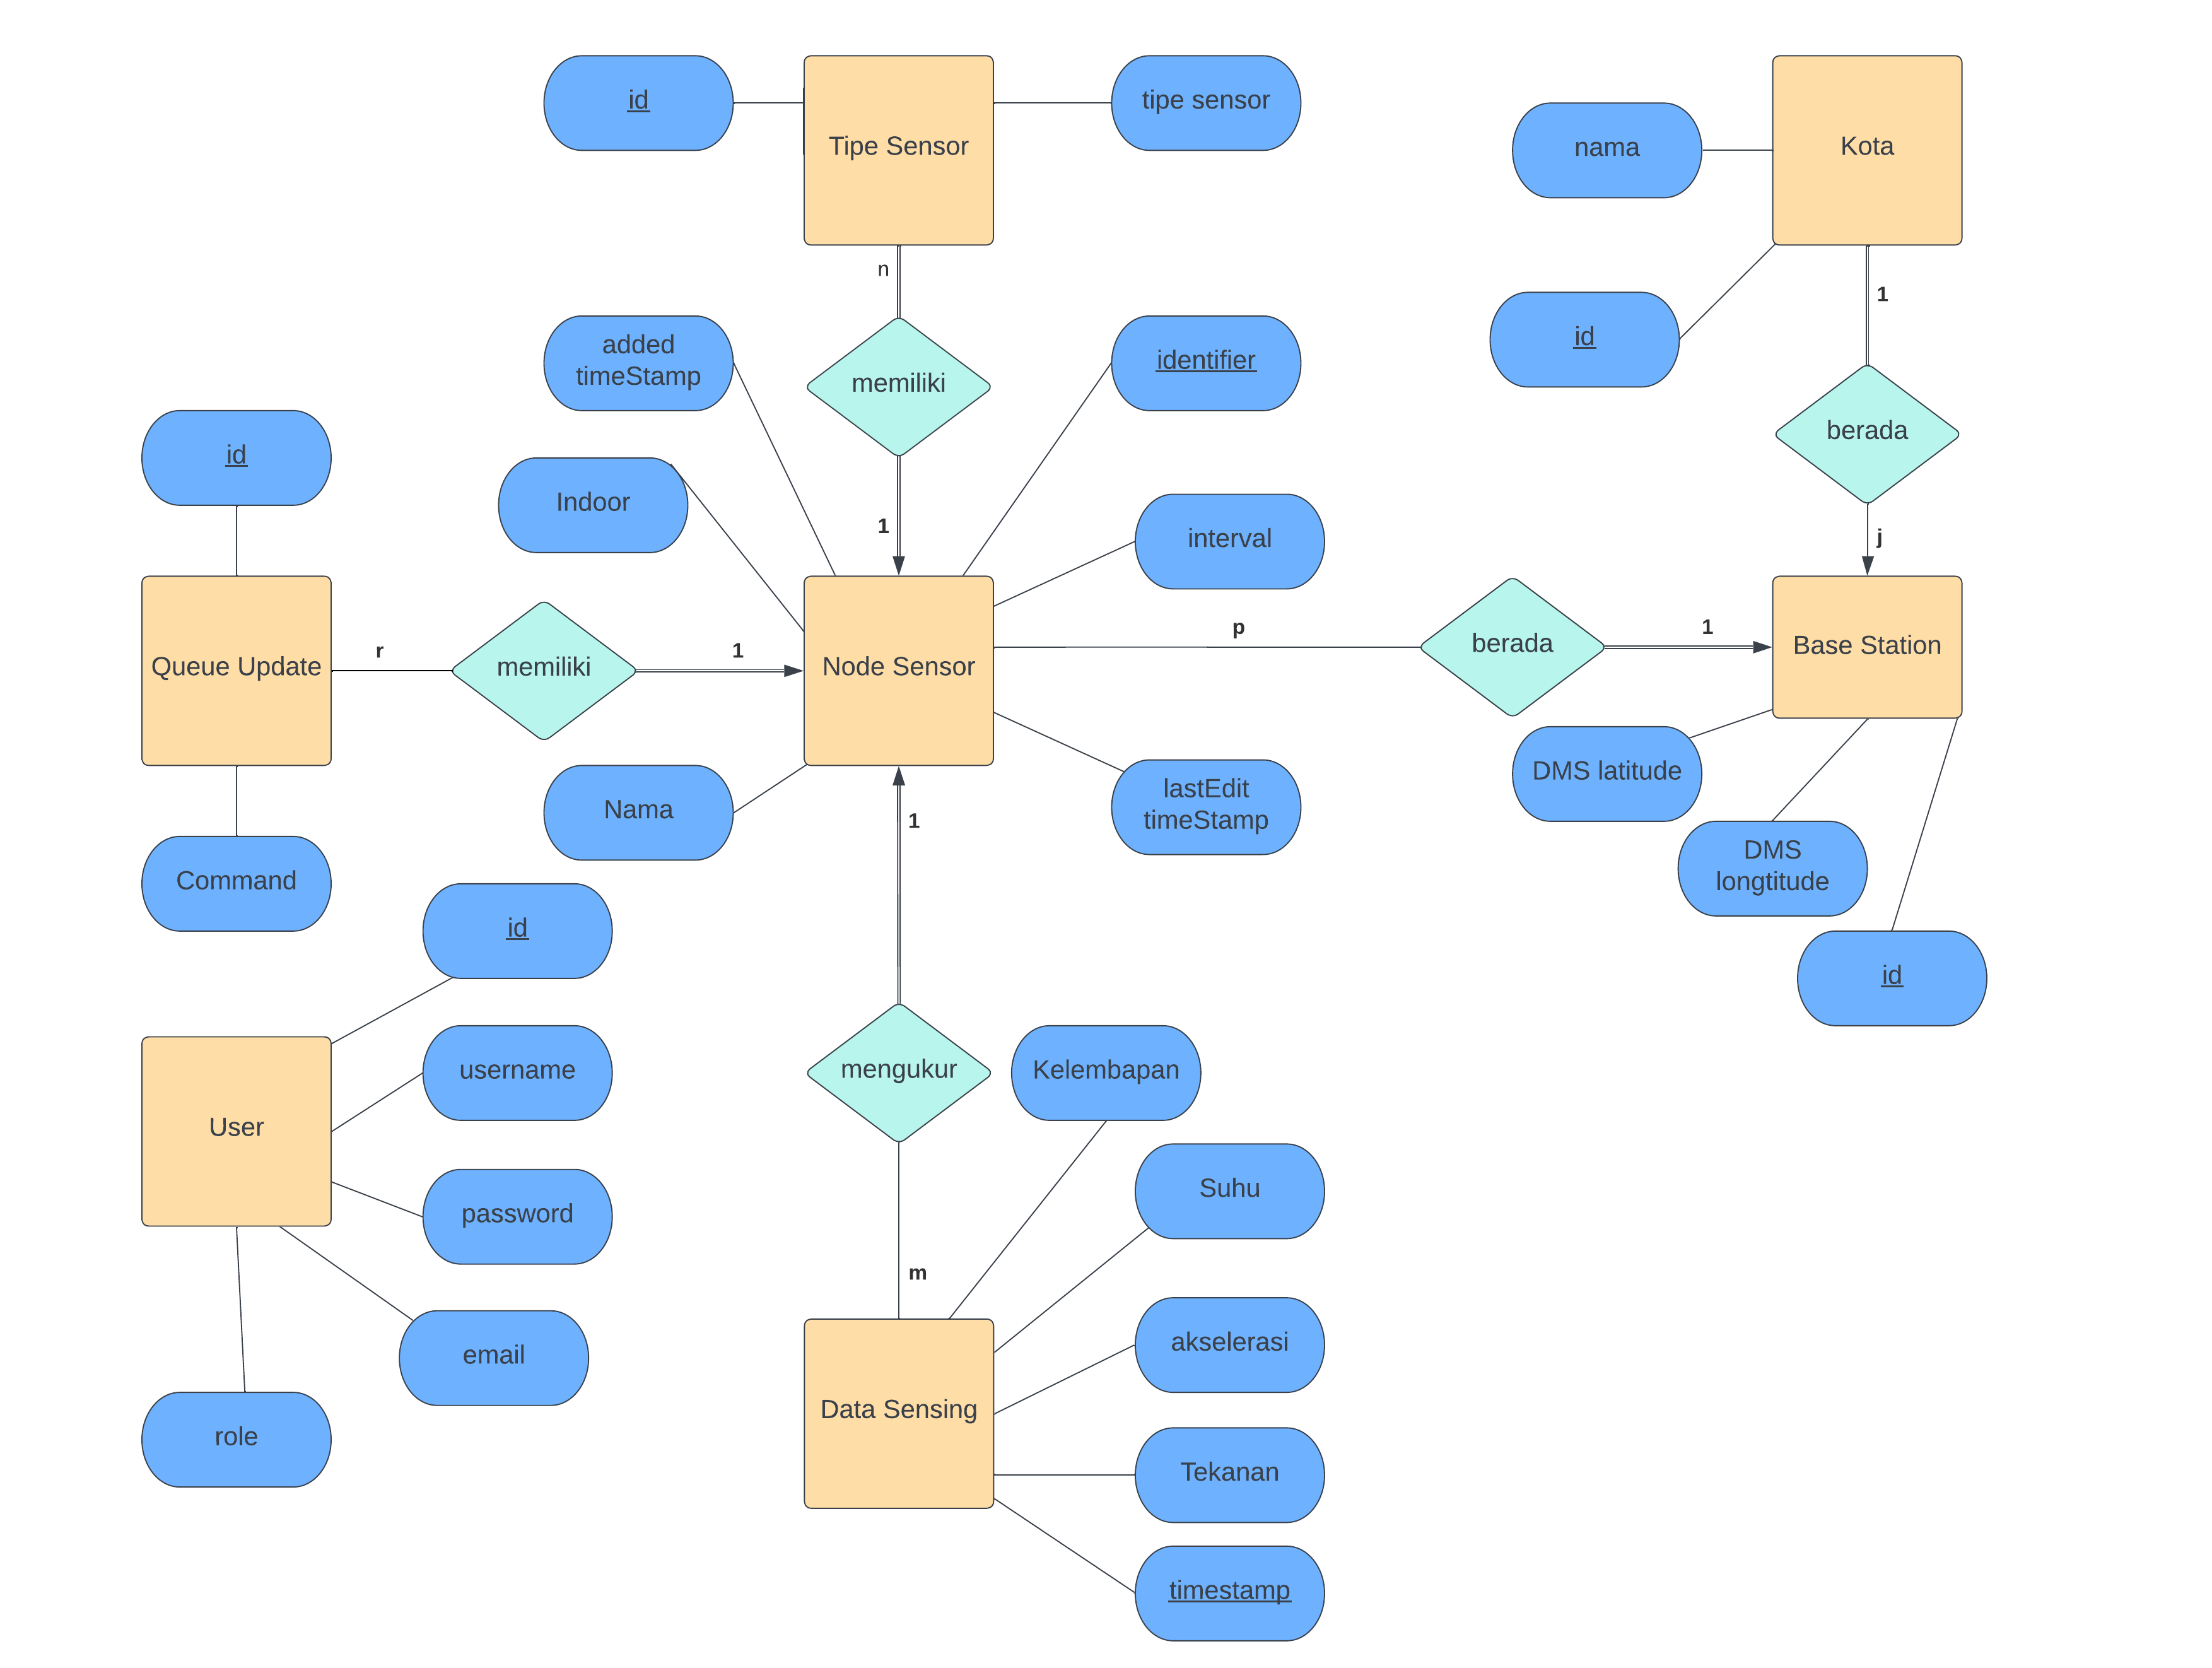 id
Tipe Sensor
tipe sensor
nama
Kota
n
1
id
added
timeStamp
memiliki
identifier
berada
id
Indoor
1
interval
j
Queue Update
r
memiliki
1
Node Sensor
p
berada
1
Base Station
DMS latitude
Nama
lastEdit
timeStamp
1
DMS
longtitude
Command
id
id
username
mengukur
Kelembapan
User
Suhu
password
m
email
akselerasi
Data Sensing
role
Tekanan
timestamp